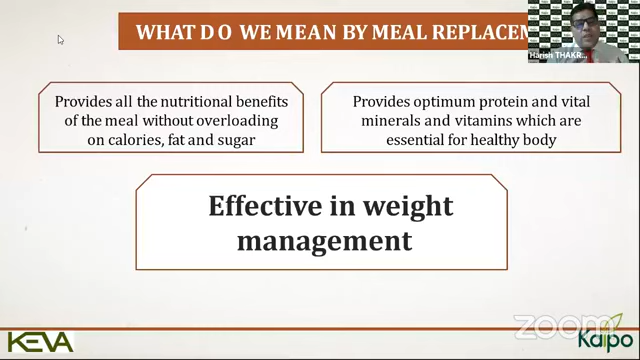 WHAT DO WE MEAN BY MEAL REPLACEM
Harish THAKR...
Provides all the nutritional benefits
of the meal without overloading
on calories, fat and sugar
Provides optimum protein and vital
minerals and vitamins which are
essential for healthy body
Effective in weight
management
KEVA
zoom
Kaipo